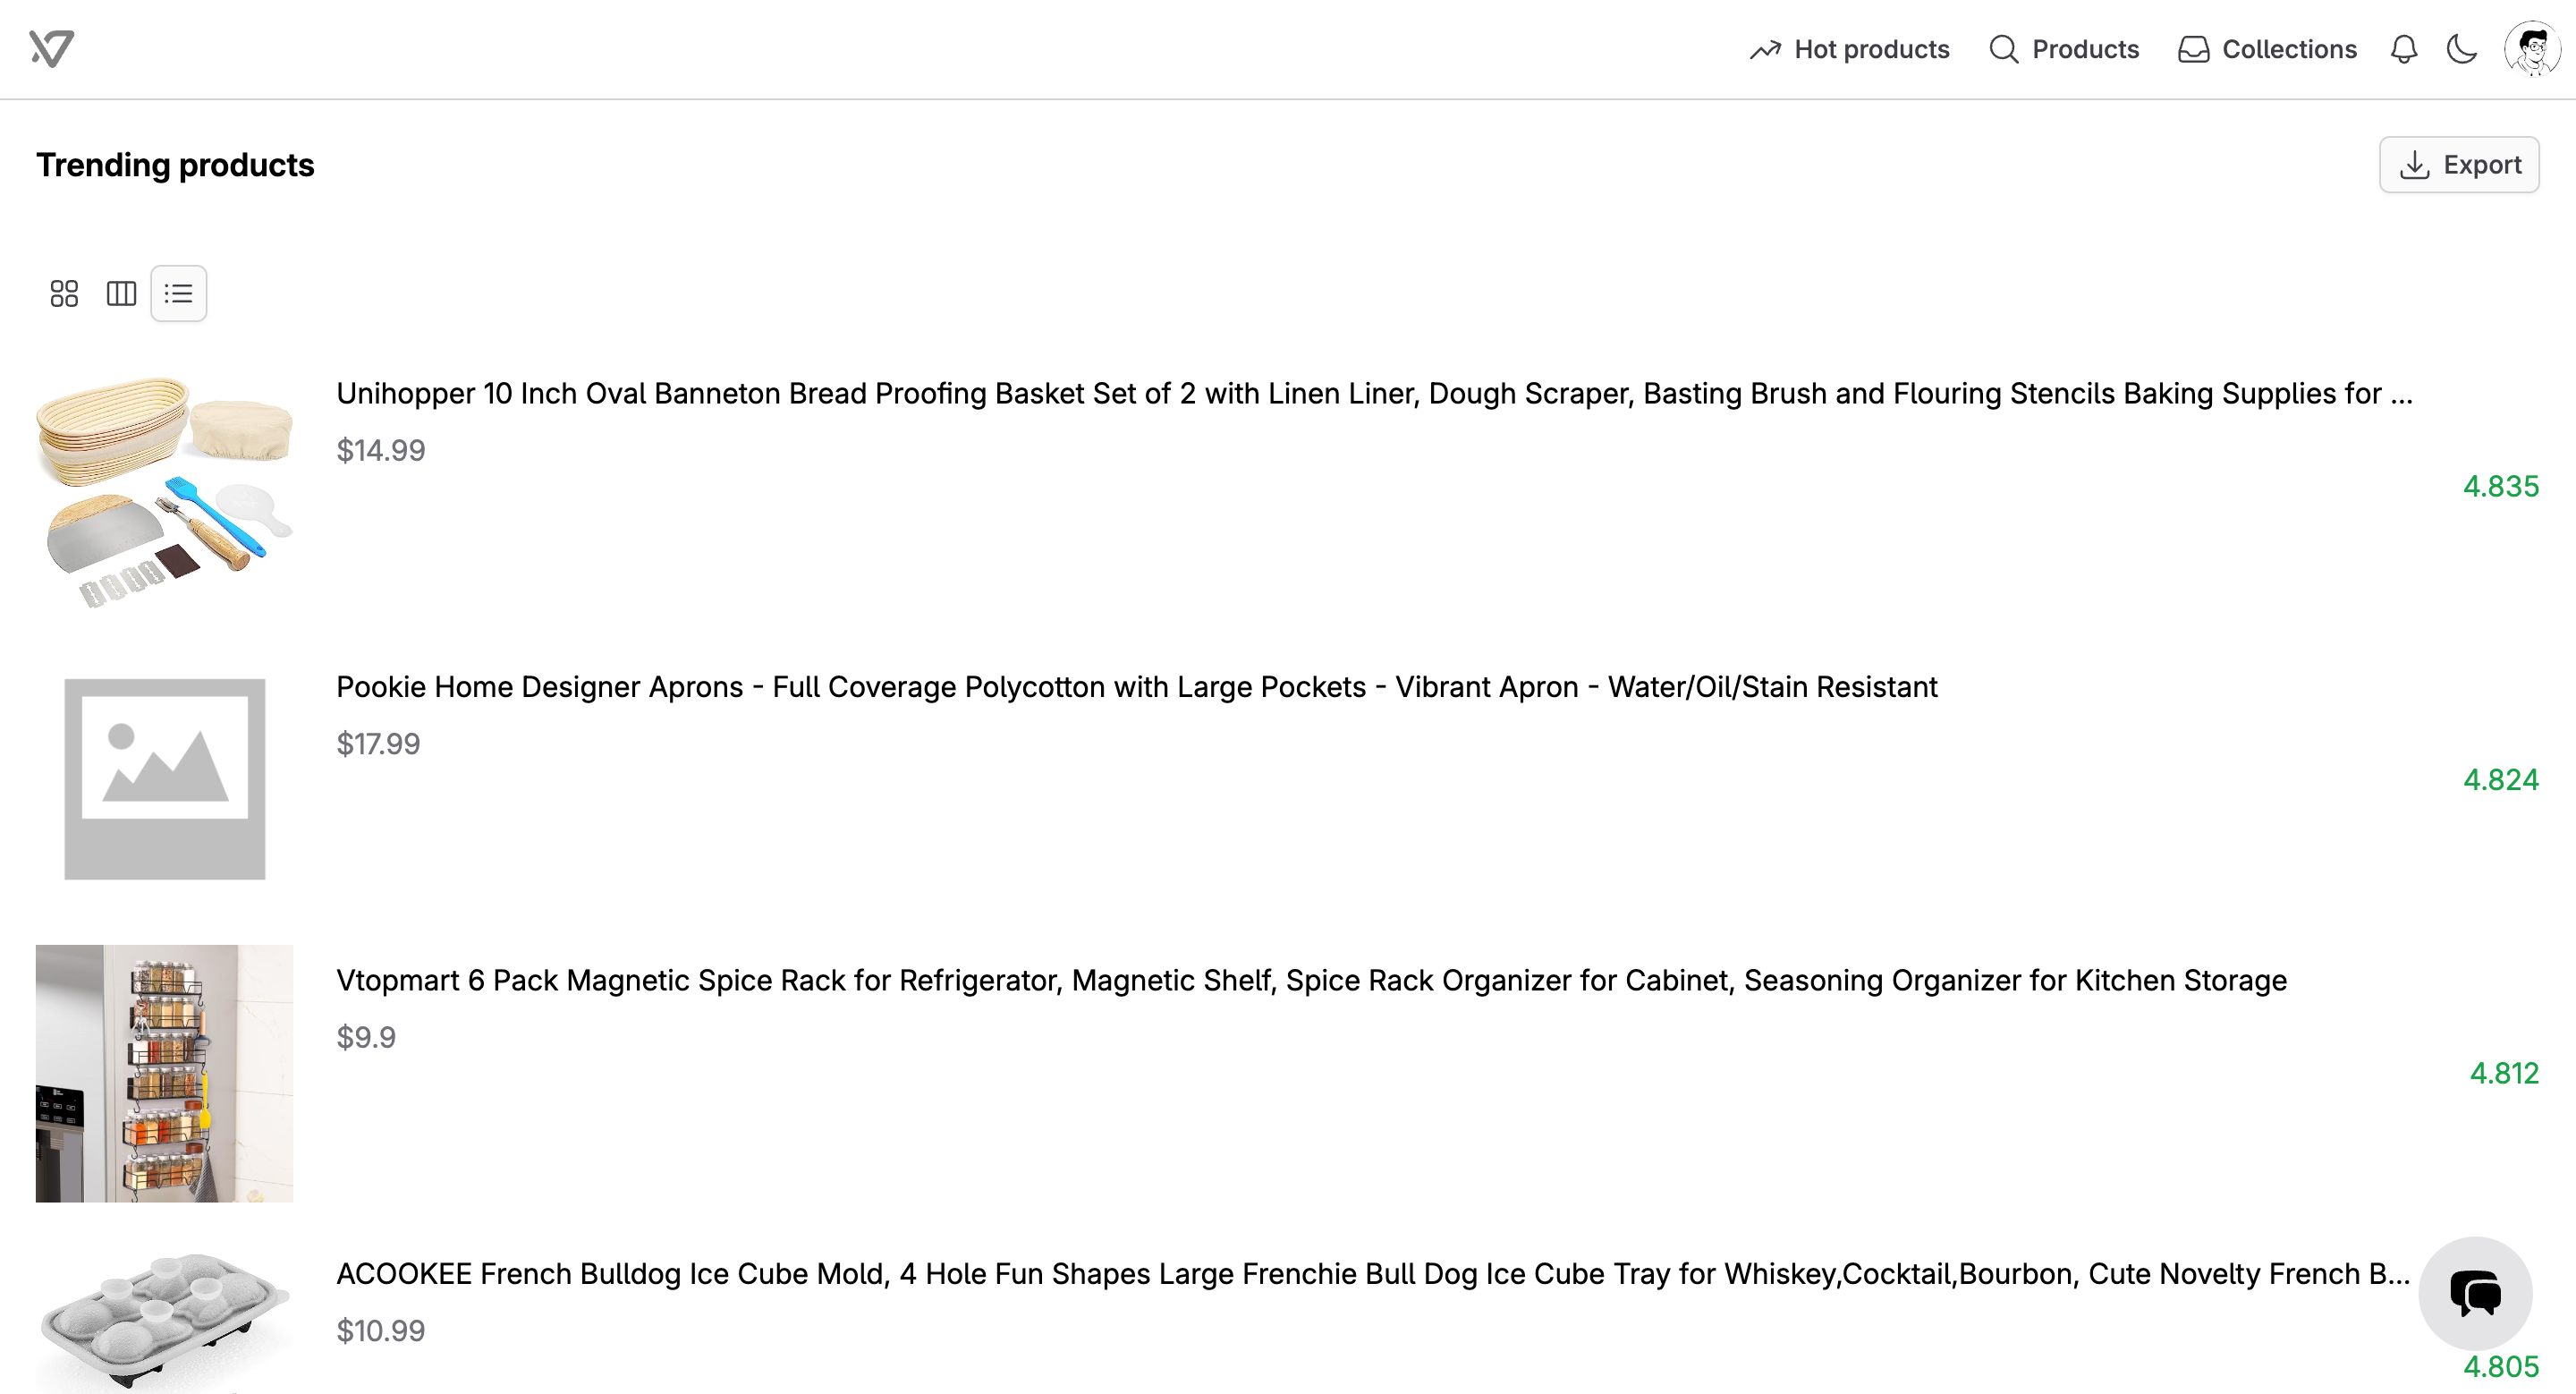 Hot products
Products
Collections
Trending products
Export
Unihopper 10 Inch Oval Banneton Bread Proofing Basket Set of 2 with Linen Liner, Dough Scraper, Basting Brush and Flouring Stencils Baking Supplies for ...
$14.99
4.835
Pookie Home Designer Aprons - Full Coverage Polycotton with Large Pockets - Vibrant Apron - Water/Oil/Stain Resistant
$17.99
4.824
Vtopmart 6 Pack Magnetic Spice Rack for Refrigerator, Magnetic Shelf, Spice Rack Organizer for Cabinet, Seasoning Organizer for Kitchen Storage
$9.9
4.812
ACOOKEE French Bulldog Ice Cube Mold, 4 Hole Fun Shapes Large Frenchie Bull Dog Ice Cube Tray for Whiskey,Cocktail,Bourbon, Cute Novelty French B...
$10.99
4.805